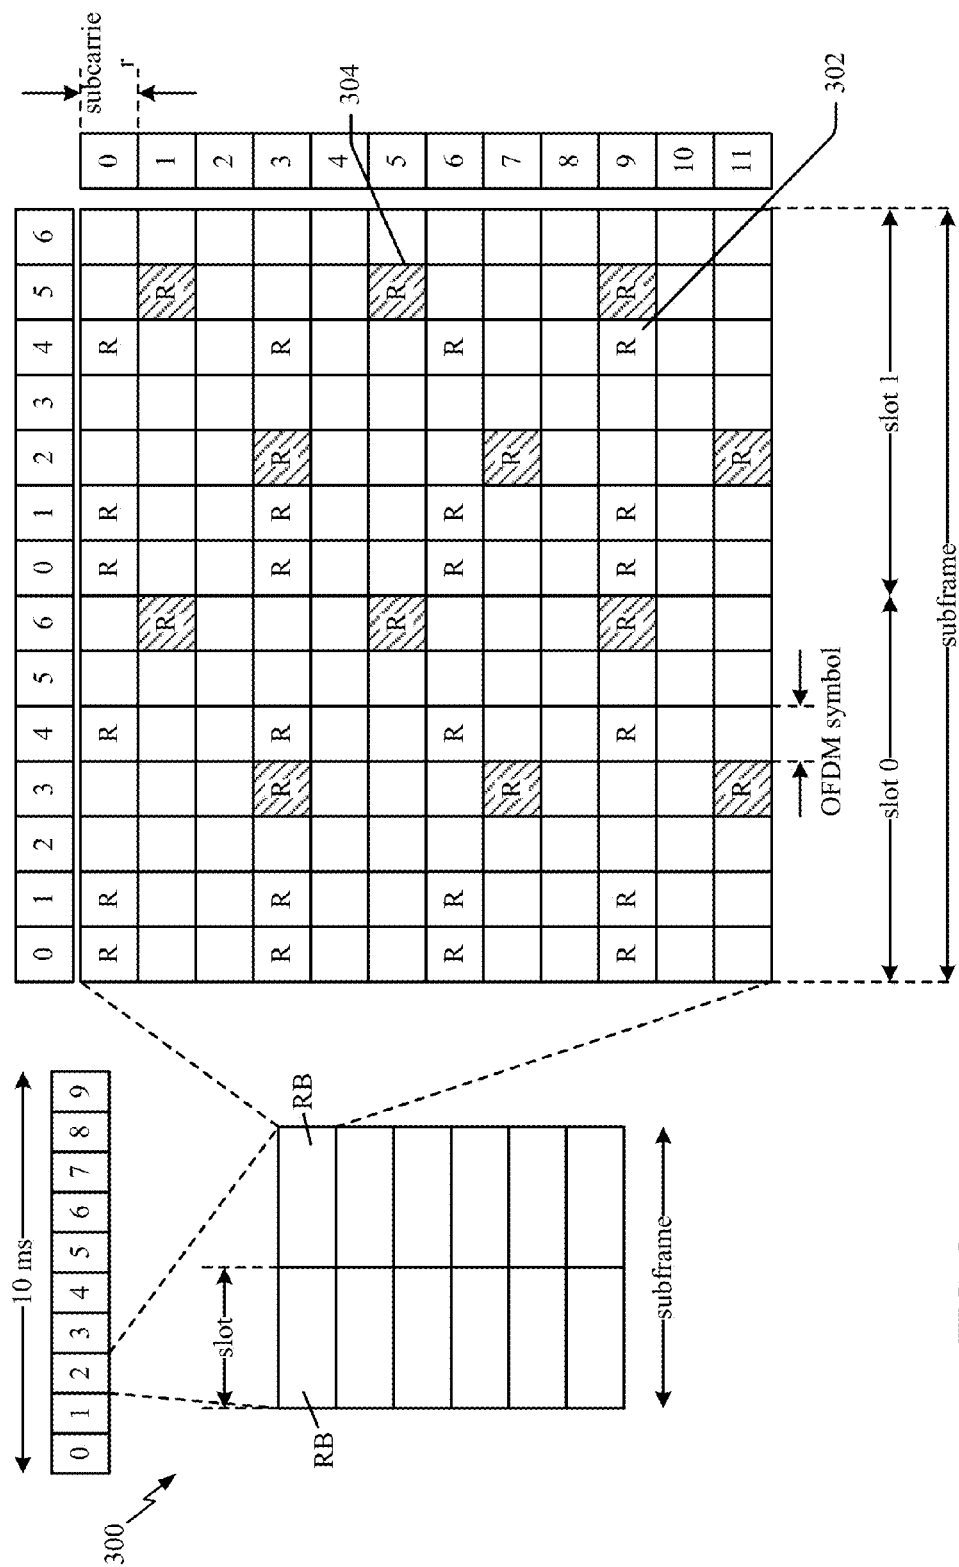 300
10 ms
0 1 2 3 4 5 6 7 8 9
slot
RB
RB
subframe
0 1 2 3 4 5 6 0 1 2 3 4 5 6
subcarrie
r
R R R R R R 0
R R 1
2
R R R R R R R R 3
4
R R 5
R R R R R R 6
R R 7
8
R R R R R R R R 9
10
R R 11
304
302
OFDM symbol
slot 0
slot 1
subframe